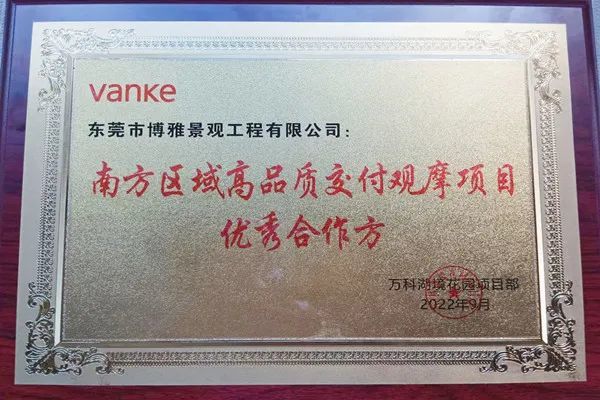 vanke
东莞市博雅景观工程有限公司：
南方区域高品质交付观摩项目
优秀合作方
万科湖境花园项目部
2022年9月